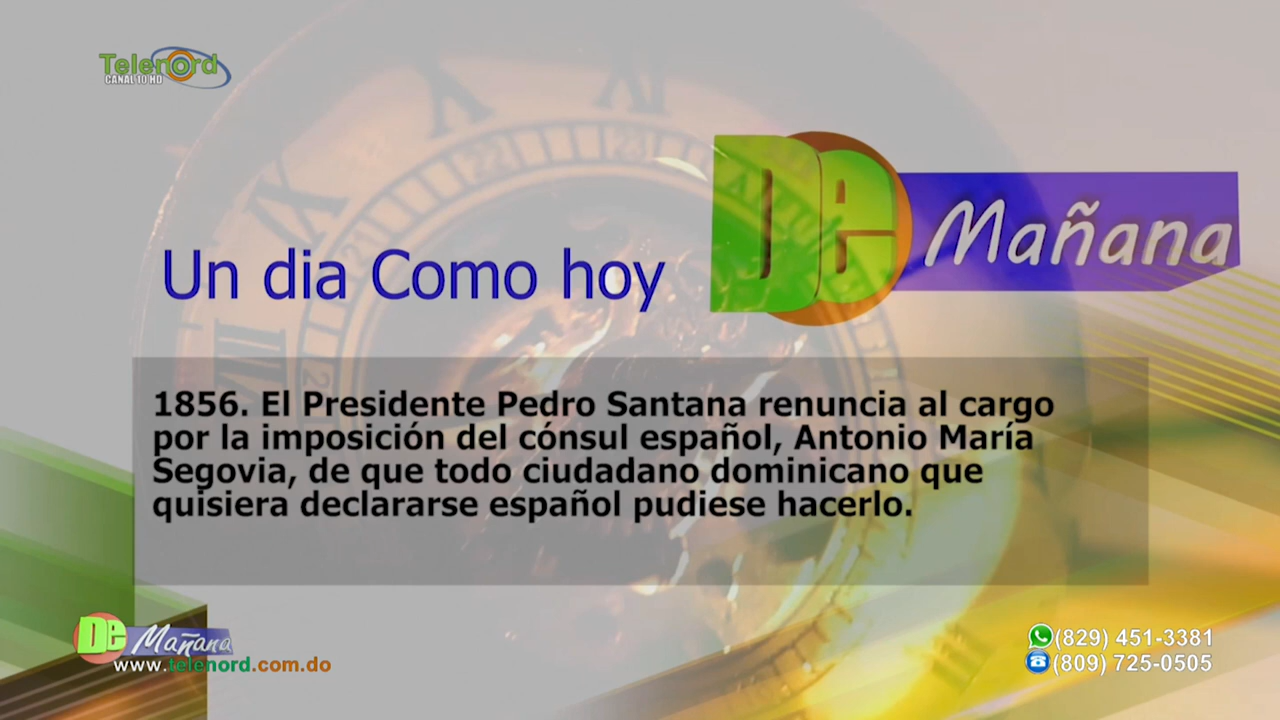 Telenord
CANAL 10 HD
De Mañana
Un dia Como hoy
1856. El Presidente Pedro Santana renuncia al cargo
por la imposición del cónsul español, Antonio María
Segovia, de que todo ciudadano dominicano que
quisiera declararse español pudiese hacerlo.
De Mañana
www.telenord.com.do
(829) 451-3381
(809) 725-0505